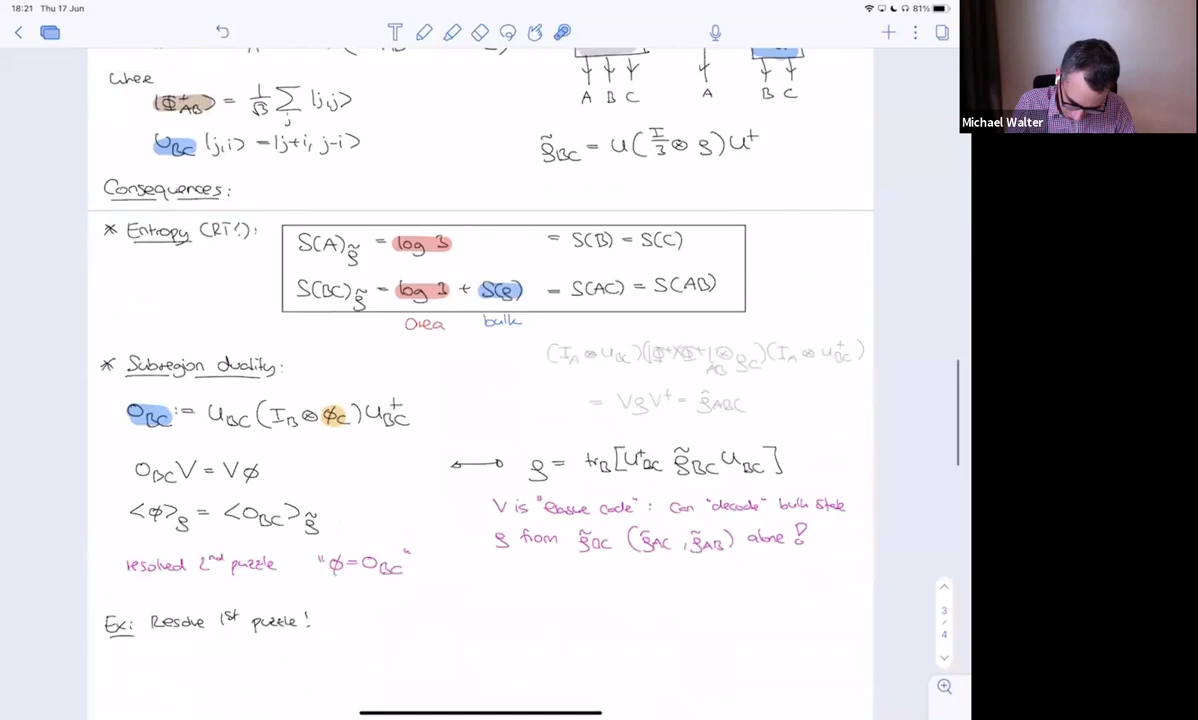 18:21 Thu 17 Jun
81%
Michael Walter
Where
|Φ⁺_AB⟩ = 1/√3 Σ_j |j,j⟩
A B C
A
B C
U_BC |j,i⟩ = |j+i, j-i⟩
ρ̃_BC = U(I/3 ⊗ ρ)U†
Consequences:
* Entropy (RT!):
S(A)_ρ̃ = log 3 = S(B) = S(C)
S(BC)_ρ̃ = log 3 + S(ρ) = S(AC) = S(AB)
area bulk
* Subregion duality:
(I_A ⊗ U_BC)(|Φ⁺⟩⟨Φ⁺|_AB ⊗ ρ_C)(I_A ⊗ U†_BC)
= VρV† = ρ̃_ABC
O_BC := U_BC (I_B ⊗ φ_C) U†_BC
O_BC V = Vφ
⟷ ρ = tr_B[U†_BC ρ̃_BC U_BC]
⟨φ⟩_ρ = ⟨O_BC⟩_ρ̃
V is "erasure code": Can "decode" bulk state
ρ from ρ̃_BC (ρ̃_AC, ρ̃_AB) alone!
resolved 2nd puzzle "φ = O_BC"
Ex: Resolve 1st puzzle!
3
/
4